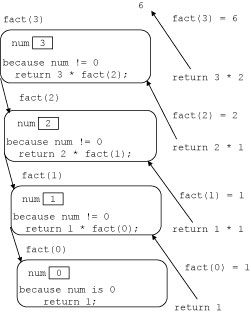 6
fact(3)
fact(3) = 6
num 3
because num != 0
return 3 * fact(2);
return 3 * 2
fact(2)
fact(2) = 2
num 2
because num != 0
return 2 * fact(1);
return 2 * 1
fact(1)
fact(1) = 1
num 1
because num != 0
return 1 * fact(0);
return 1 * 1
fact(0)
fact(0) = 1
num 0
because num is 0
return 1;
return 1